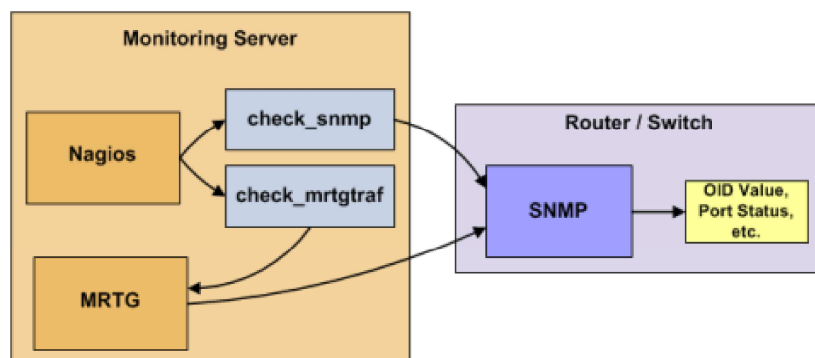 Monitoring Server
check_snmp
Nagios
check_mrtgtraf
MRTG
Router / Switch
SNMP
OID Value,
Port Status,
etc.